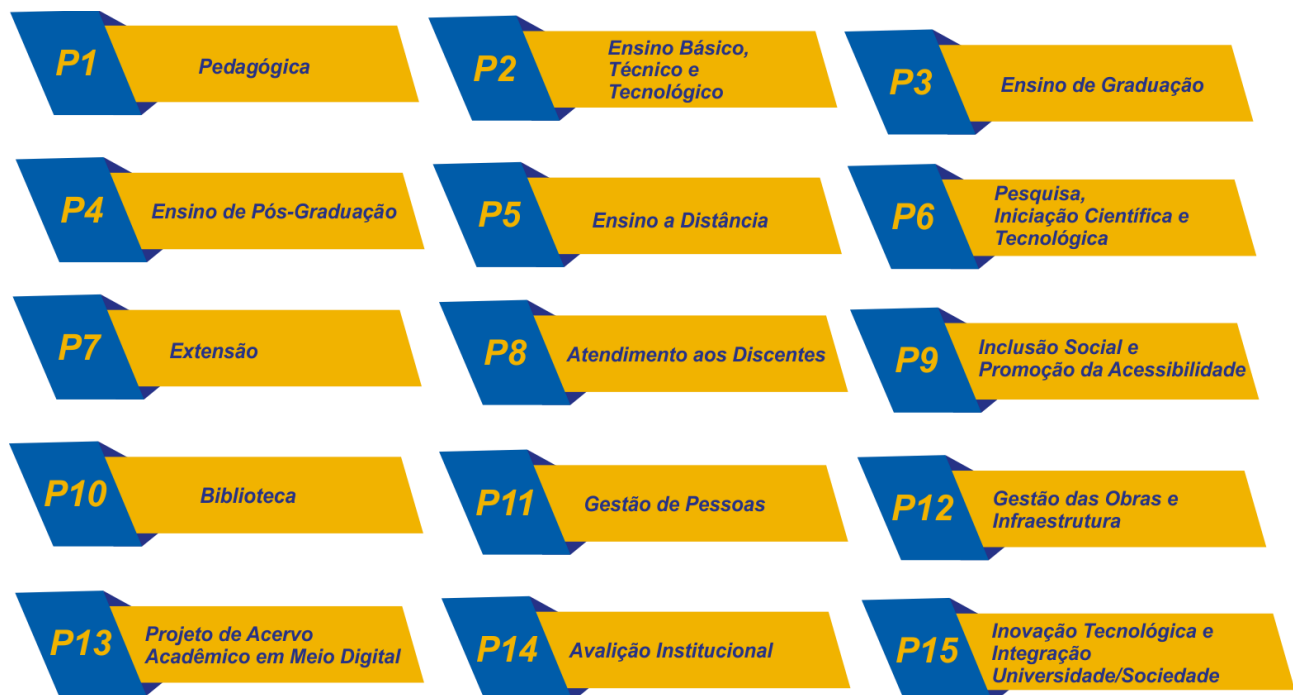 P1
Pedagógica
P2
Ensino Básico,
Técnico e
Tecnológico
P3
Ensino de Graduação
P4
Ensino de Pós-Graduação
P5
Ensino a Distância
P6
Pesquisa,
Iniciação Científica e
Tecnológica
P7
Extensão
P8
Atendimento aos Discentes
P9
Inclusão Social e
Promoção da Acessibilidade
P10
Biblioteca
P11
Gestão de Pessoas
P12
Gestão das Obras e
Infraestrutura
P13
Projeto de Acervo
Acadêmico em Meio Digital
P14
Avalição Institucional
P15
Inovação Tecnológica e
Integração
Universidade/Sociedade